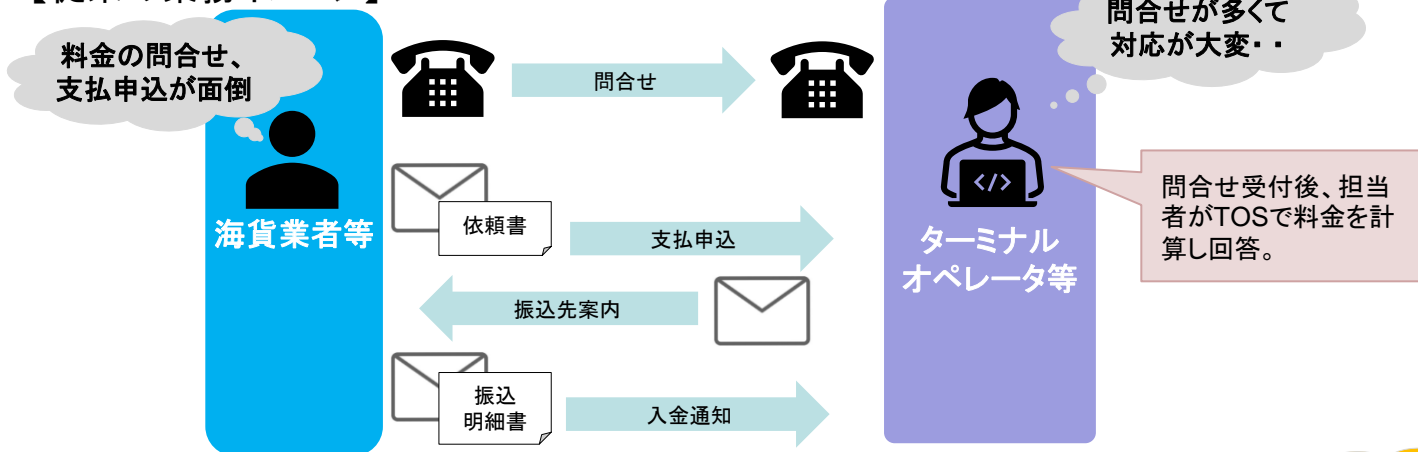 問合せが多くて
対応が大変・・
料金の問合せ、
支払申込が面倒
問合せ
海貨業者等
依頼書
支払申込
ターミナル
オペレータ等
問合せ受付後、担当
者がTOSで料金を計
算し回答。
振込先案内
振込
明細書
入金通知